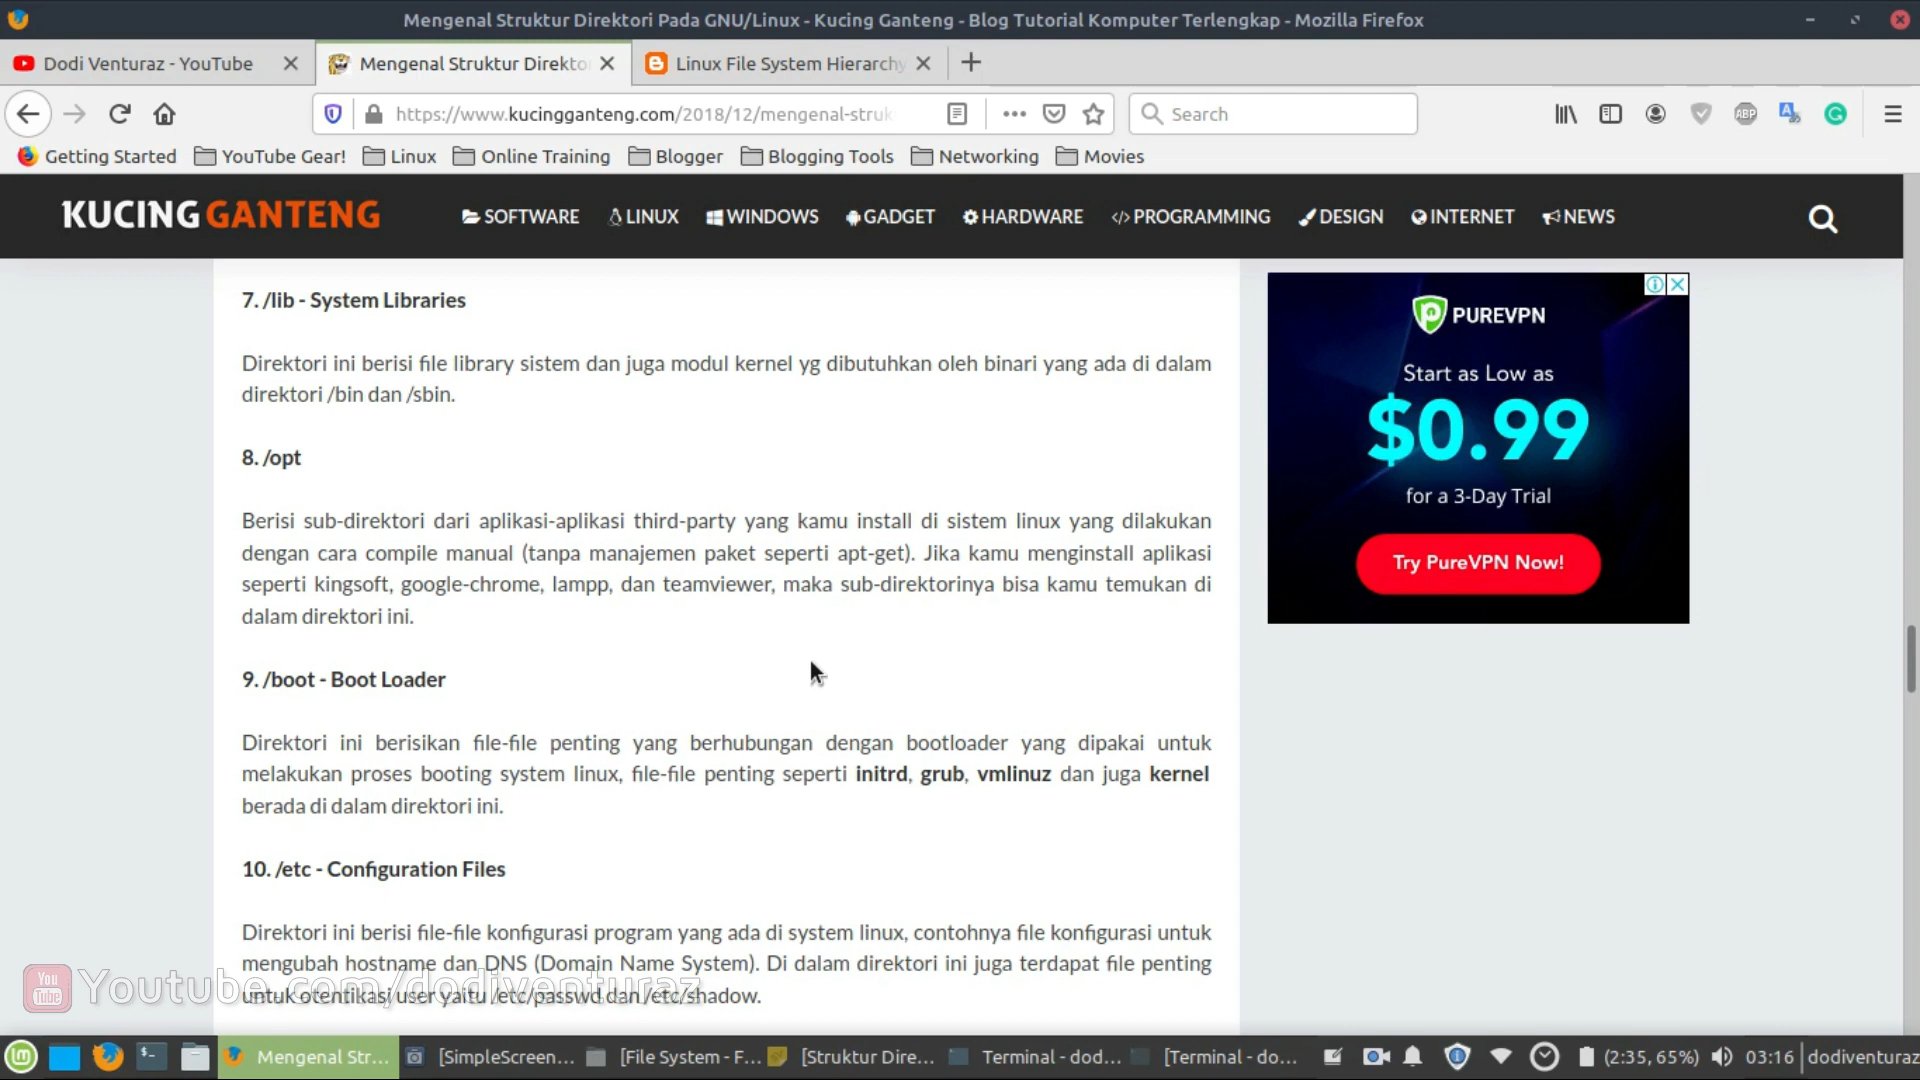 Mengenal Struktur Direktori Pada GNU/Linux - Kucing Ganteng - Blog Tutorial Komputer Terlengkap - Mozilla Firefox
Dodi Venturaz - YouTube
Mengenal Struktur Direkto
Linux File System Hierarchy
https://www.kucingganteng.com/2018/12/mengenal-struk
Search
ABP
Getting Started
YouTube Gear!
Linux
Online Training
Blogger
Blogging Tools
Networking
Movies
KUCING GANTENG
SOFTWARE
LINUX
WINDOWS
GADGET
HARDWARE
PROGRAMMING
DESIGN
INTERNET
NEWS
7. /lib - System Libraries
Direktori ini berisi file library sistem dan juga modul kernel yg dibutuhkan oleh binari yang ada di dalam
direktori /bin dan /sbin.
8. /opt
Berisi sub-direktori dari aplikasi-aplikasi third-party yang kamu install di sistem linux yang dilakukan
dengan cara compile manual (tanpa manajemen paket seperti apt-get). Jika kamu menginstall aplikasi
seperti kingsoft, google-chrome, lampp, dan teamviewer, maka sub-direktorinya bisa kamu temukan di
dalam direktori ini.
9. /boot - Boot Loader
Direktori ini berisikan file-file penting yang berhubungan dengan bootloader yang dipakai untuk
melakukan proses booting system linux, file-file penting seperti initrd, grub, vmlinuz dan juga kernel
berada di dalam direktori ini.
10. /etc - Configuration Files
Direktori ini berisi file-file konfigurasi program yang ada di system linux, contohnya file konfigurasi untuk
mengubah hostname dan DNS (Domain Name System). Di dalam direktori ini juga terdapat file penting
untuk otentikasi user yaitu /etc/passwd dan /etc/shadow.
PUREVPN
Start as Low as
$0.99
for a 3-Day Trial
Try PureVPN Now!
You Tube
Youtube.com/dodiventuraz
Mengenal Str...
[SimpleScreen...
[File System - F...
[Struktur Dire...
Terminal - dod...
[Terminal - do...
(2:35, 65%)
03:16
dodiventuraz